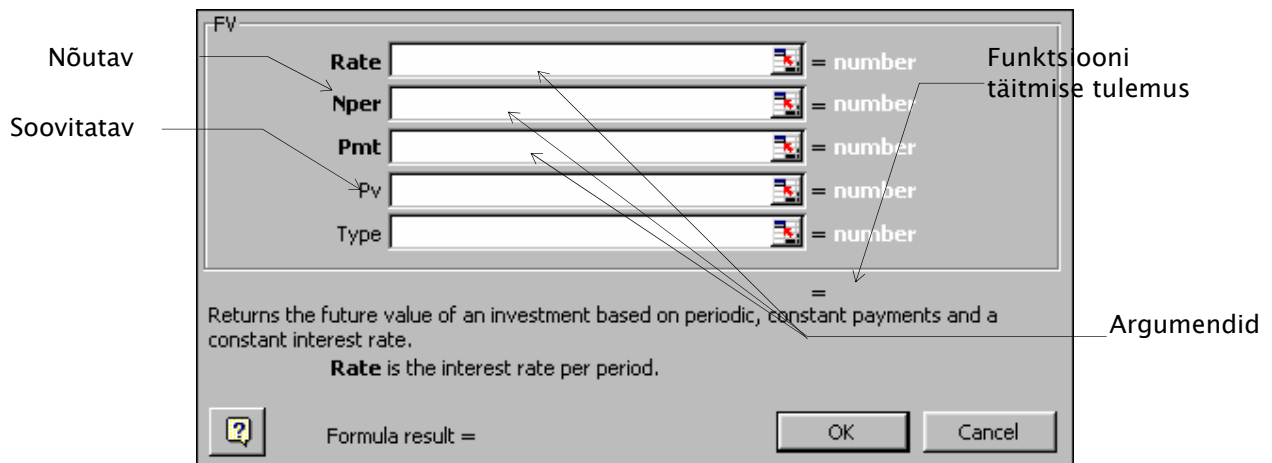 FV
Nõutav
Rate = number
Funktsiooni
täitmise tulemus
Nper = number
Soovitatav
Pmt = number
Pv = number
Type = number
=
Returns the future value of an investment based on periodic, constant payments and a
constant interest rate.
Argumendid
Rate is the interest rate per period.
?
Formula result =
OK
Cancel